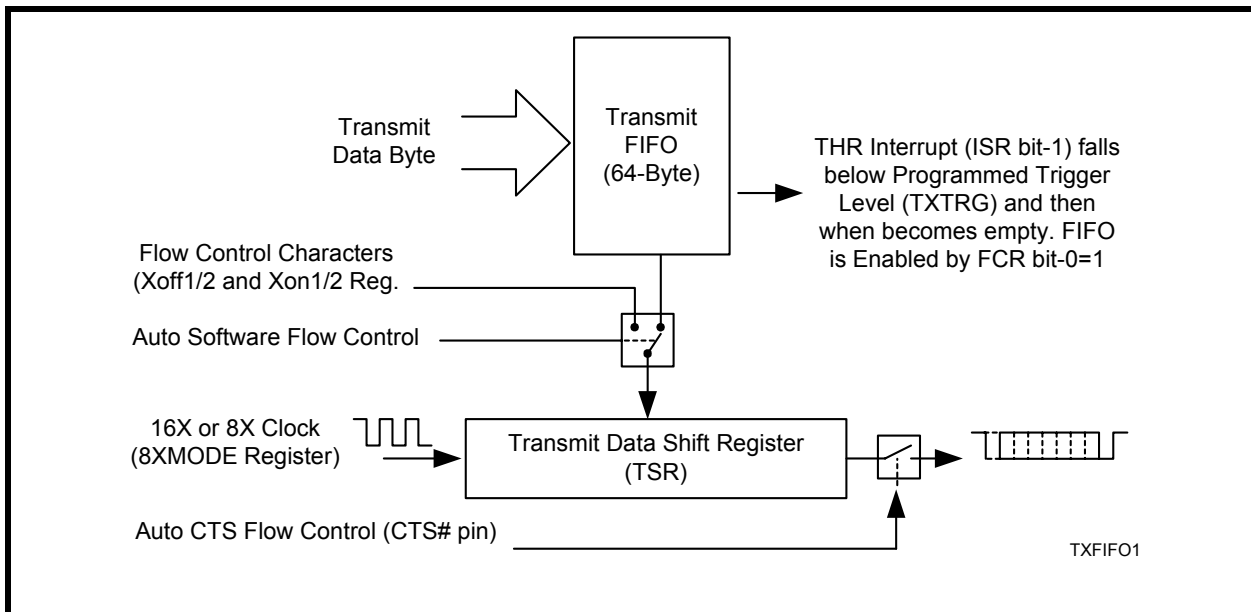 Transmit
Data Byte
Transmit
FIFO
(64-Byte)
THR Interrupt (ISR bit-1) falls
below Programmed Trigger
Level (TXTRG) and then
when becomes empty. FIFO
is Enabled by FCR bit-0=1
Flow Control Characters
(Xoff1/2 and Xon1/2 Reg.
Auto Software Flow Control
16X or 8X Clock
(8XMODE Register)
Transmit Data Shift Register
(TSR)
Auto CTS Flow Control (CTS# pin)
TXFIFO1